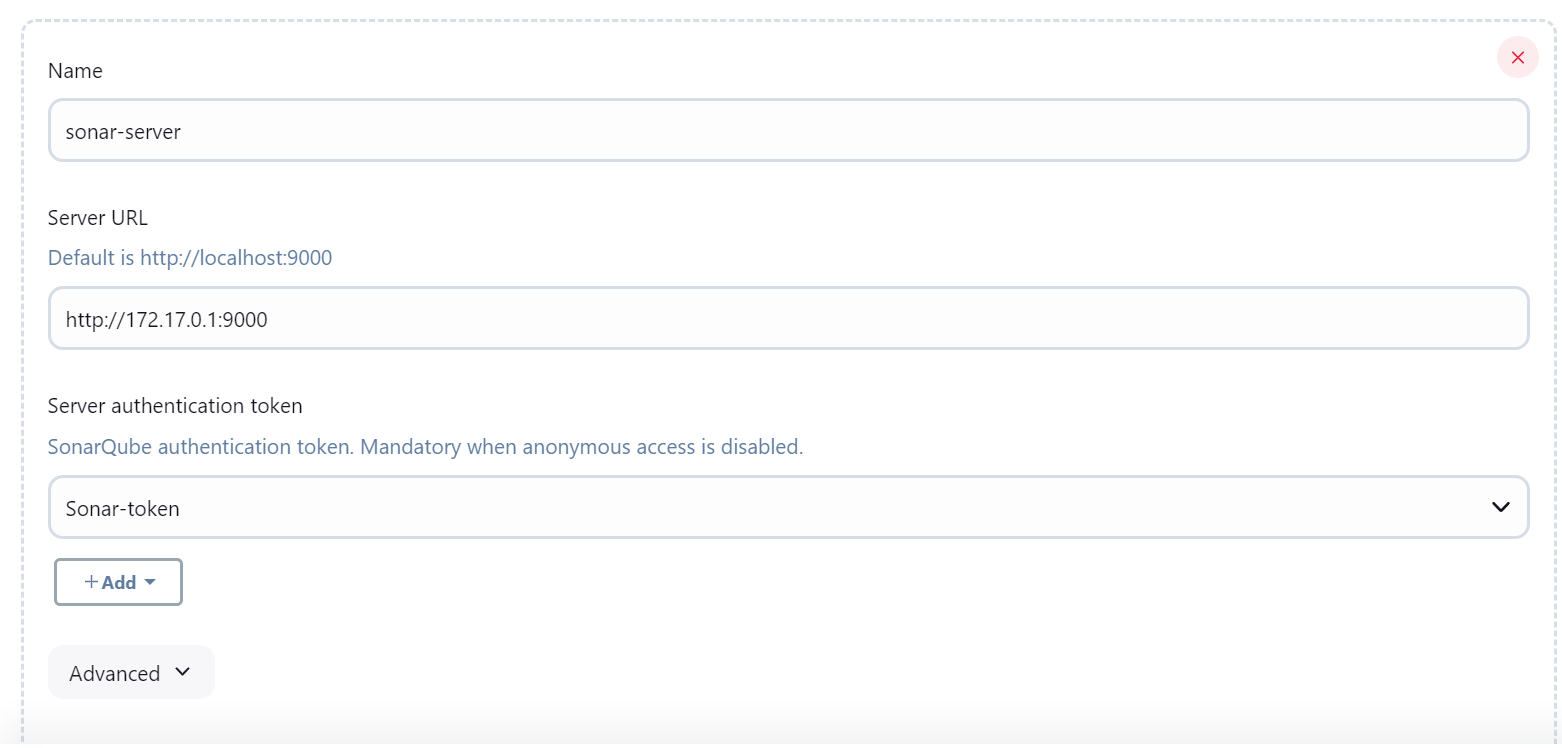 Name
sonar-server
Server URL
Default is http://localhost:9000
http://172.17.0.1:9000
Server authentication token
SonarQube authentication token. Mandatory when anonymous access is disabled.
Sonar-token
+ Add
Advanced